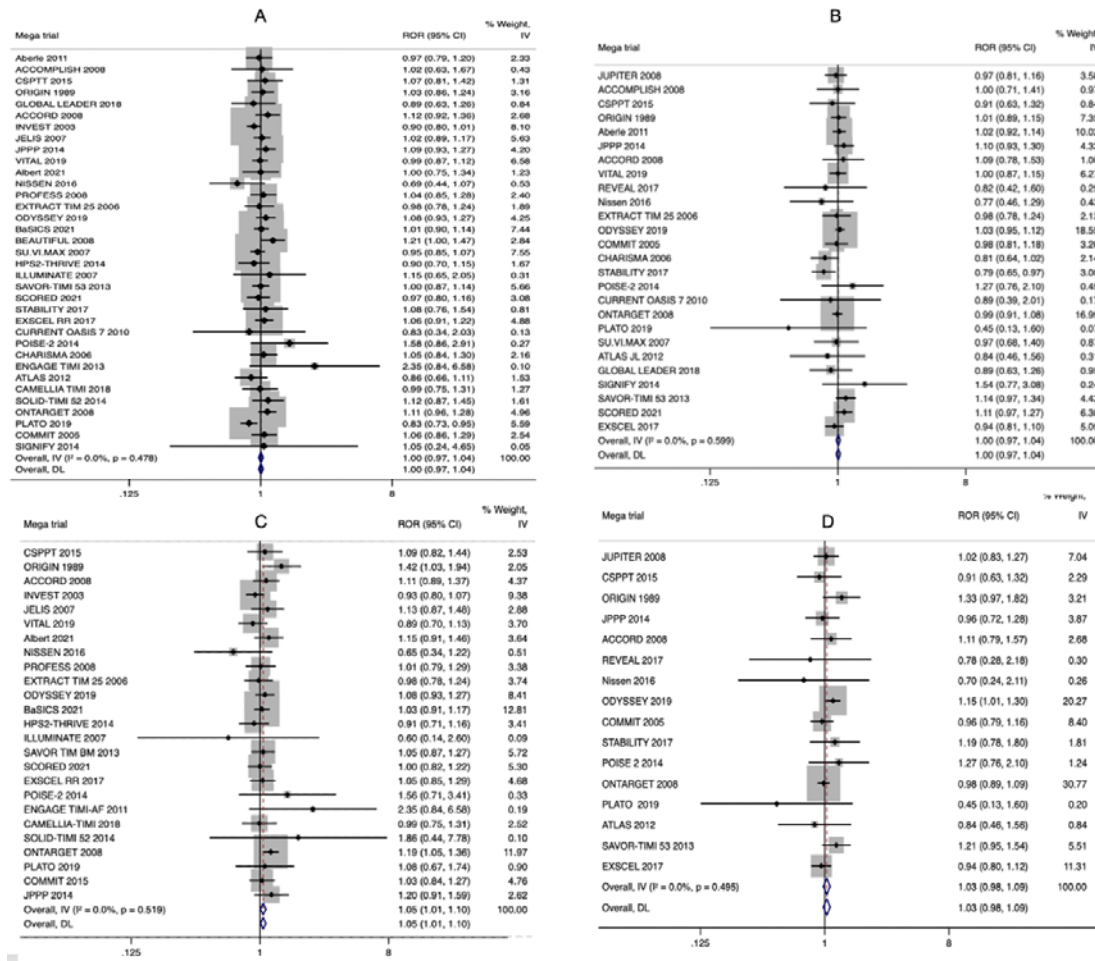 A
% Weight,
Mega trial ROR (95% CI) IV
Aberle 2011 0.97 (0.79, 1.20) 2.33
ACCOMPLISH 2008 1.02 (0.63, 1.67) 0.43
CSPTT 2015 1.07 (0.81, 1.42) 1.31
ORIGIN 1989 1.03 (0.86, 1.24) 3.16
GLOBAL LEADER 2018 0.89 (0.63, 1.26) 0.84
ACCORD 2008 1.12 (0.92, 1.36) 2.68
INVEST 2003 0.90 (0.80, 1.01) 8.10
JELIS 2007 1.02 (0.89, 1.17) 5.63
JPPP 2014 1.09 (0.93, 1.27) 4.20
VITAL 2019 0.99 (0.87, 1.12) 6.58
Albert 2021 1.00 (0.75, 1.34) 1.23
NISSEN 2016 0.69 (0.44, 1.07) 0.53
PROFESS 2008 1.04 (0.85, 1.28) 2.40
EXTRACT TIM 25 2006 0.98 (0.78, 1.24) 1.89
ODYSSEY 2019 1.08 (0.93, 1.27) 4.25
BaSICS 2021 1.01 (0.90, 1.14) 7.44
BEAUTIFUL 2008 1.21 (1.00, 1.47) 2.84
SU.VI.MAX 2007 0.95 (0.85, 1.07) 7.55
HPS2-THRIVE 2014 0.90 (0.70, 1.15) 1.67
ILLUMINATE 2007 1.15 (0.65, 2.05) 0.31
SAVOR-TIMI 53 2013 1.00 (0.87, 1.14) 5.66
SCORED 2021 0.97 (0.80, 1.16) 3.08
STABILITY 2017 1.08 (0.76, 1.54) 0.81
EXSCEL RR 2017 1.06 (0.91, 1.22) 4.88
CURRENT OASIS 7 2010 0.83 (0.34, 2.03) 0.13
POISE-2 2014 1.58 (0.86, 2.91) 0.27
CHARISMA 2006 1.05 (0.84, 1.30) 2.16
ENGAGE TIMI 2013 2.35 (0.84, 6.58) 0.10
ATLAS 2012 0.86 (0.66, 1.11) 1.53
CAMELLIA TIMI 2018 0.99 (0.75, 1.31) 1.27
SOLID-TIMI 52 2014 1.12 (0.87, 1.45) 1.61
ONTARGET 2008 1.11 (0.96, 1.28) 4.96
PLATO 2019 0.83 (0.73, 0.95) 5.59
COMMIT 2005 1.06 (0.86, 1.29) 2.54
SIGNIFY 2014 1.05 (0.24, 4.65) 0.05
Overall, IV (I² = 0.0%, p = 0.478) 1.00 (0.97, 1.04) 100.00
Overall, DL 1.00 (0.97, 1.04)
.125 1 8
B
% Weight,
Mega trial ROR (95% CI)
JUPITER 2008 0.97 (0.81, 1.16)
ACCOMPLISH 2008 1.00 (0.71, 1.41)
CSPPT 2015 0.91 (0.63, 1.32)
ORIGIN 1989 1.01 (0.89, 1.15)
Aberle 2011 1.02 (0.92, 1.14)
JPPP 2014 1.10 (0.93, 1.30)
ACCORD 2008 1.09 (0.78, 1.53)
VITAL 2019 1.00 (0.87, 1.15)
REVEAL 2017 0.82 (0.42, 1.60)
Nissen 2016 0.77 (0.46, 1.29)
EXTRACT TIM 25 2006 0.98 (0.78, 1.24)
ODYSSEY 2019 1.03 (0.95, 1.12)
COMMIT 2005 0.98 (0.81, 1.18)
CHARISMA 2006 0.81 (0.64, 1.02)
STABILITY 2017 0.79 (0.65, 0.97)
POISE-2 2014 1.27 (0.76, 2.10)
CURRENT OASIS 7 2010 0.89 (0.39, 2.01)
ONTARGET 2008 0.99 (0.91, 1.08)
PLATO 2019 0.45 (0.13, 1.60)
SU.VI.MAX 2007 0.97 (0.68, 1.40)
ATLAS JL 2012 0.84 (0.46, 1.56)
GLOBAL LEADER 2018 0.89 (0.63, 1.26)
SIGNIFY 2014 1.54 (0.77, 3.08)
SAVOR-TIMI 53 2013 1.14 (0.97, 1.34)
SCORED 2021 1.11 (0.97, 1.27)
EXSCEL 2017 0.94 (0.81, 1.10)
Overall, IV (I² = 0.0%, p = 0.599) 1.00 (0.97, 1.04)
Overall, DL 1.00 (0.97, 1.04)
.125 1 8
C
% Weight,
Mega trial ROR (95% CI) IV
CSPPT 2015 1.09 (0.82, 1.44) 2.53
ORIGIN 1989 1.42 (1.03, 1.94) 2.05
ACCORD 2008 1.11 (0.89, 1.37) 4.37
INVEST 2003 0.93 (0.80, 1.07) 9.38
JELIS 2007 1.13 (0.87, 1.48) 2.88
VITAL 2019 0.89 (0.70, 1.13) 3.70
Albert 2021 1.15 (0.91, 1.46) 3.64
NISSEN 2016 0.65 (0.34, 1.22) 0.51
PROFESS 2008 1.01 (0.79, 1.29) 3.38
EXTRACT TIM 25 2006 0.98 (0.78, 1.24) 3.74
ODYSSEY 2019 1.08 (0.93, 1.27) 8.41
BaSICS 2021 1.03 (0.91, 1.17) 12.81
HPS2-THRIVE 2014 0.91 (0.71, 1.16) 3.41
ILLUMINATE 2007 0.60 (0.14, 2.60) 0.09
SAVOR TIM BM 2013 1.05 (0.87, 1.27) 5.72
SCORED 2021 1.00 (0.82, 1.22) 5.30
EXSCEL RR 2017 1.05 (0.85, 1.29) 4.68
POISE-2 2014 1.56 (0.71, 3.41) 0.33
ENGAGE TIMI-AF 2011 2.35 (0.84, 6.58) 0.19
CAMELLIA-TIMI 2018 0.99 (0.75, 1.31) 2.52
SOLID-TIMI 52 2014 1.86 (0.44, 7.78) 0.10
ONTARGET 2008 1.19 (1.05, 1.36) 11.97
PLATO 2019 1.08 (0.67, 1.74) 0.90
COMMIT 2015 1.03 (0.84, 1.27) 4.76
JPPP 2014 1.20 (0.91, 1.59) 2.62
Overall, IV (I² = 0.0%, p = 0.519) 1.05 (1.01, 1.10) 100.00
Overall, DL 1.05 (1.01, 1.10)
.125 1 8
D
% Weight,
Mega trial ROR (95% CI) IV
JUPITER 2008 1.02 (0.83, 1.27) 7.04
CSPPT 2015 0.91 (0.63, 1.32) 2.29
ORIGIN 1989 1.33 (0.97, 1.82) 3.21
JPPP 2014 0.96 (0.72, 1.28) 3.87
ACCORD 2008 1.11 (0.79, 1.57) 2.68
REVEAL 2017 0.78 (0.28, 2.18) 0.30
Nissen 2016 0.70 (0.24, 2.11) 0.26
ODYSSEY 2019 1.15 (1.01, 1.30) 20.27
COMMIT 2005 0.96 (0.79, 1.16) 8.40
STABILITY 2017 1.19 (0.78, 1.80) 1.81
POISE 2 2014 1.27 (0.76, 2.10) 1.24
ONTARGET 2008 0.98 (0.89, 1.09) 30.77
PLATO 2019 0.45 (0.13, 1.60) 0.20
ATLAS 2012 0.84 (0.46, 1.56) 0.84
SAVOR-TIMI 53 2013 1.21 (0.95, 1.54) 5.51
EXSCEL 2017 0.94 (0.80, 1.12) 11.31
Overall, IV (I² = 0.0%, p = 0.495) 1.03 (0.98, 1.09) 100.00
Overall, DL 1.03 (0.98, 1.09)
.125 1 8